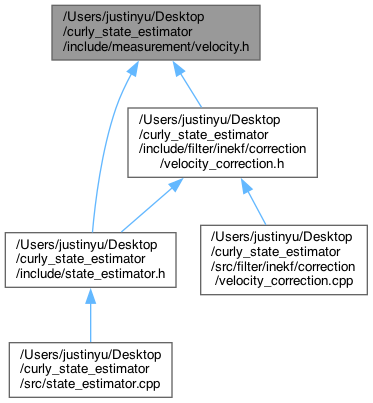 /Users/justinyu/Desktop
/curly_state_estimator
/include/measurement/velocity.h
/Users/justinyu/Desktop
/curly_state_estimator
/include/filter/inekf/correction
/velocity_correction.h
/Users/justinyu/Desktop
/curly_state_estimator
/include/state_estimator.h
/Users/justinyu/Desktop
/curly_state_estimator
/src/filter/inekf/correction
/velocity_correction.cpp
/Users/justinyu/Desktop
/curly_state_estimator
/src/state_estimator.cpp